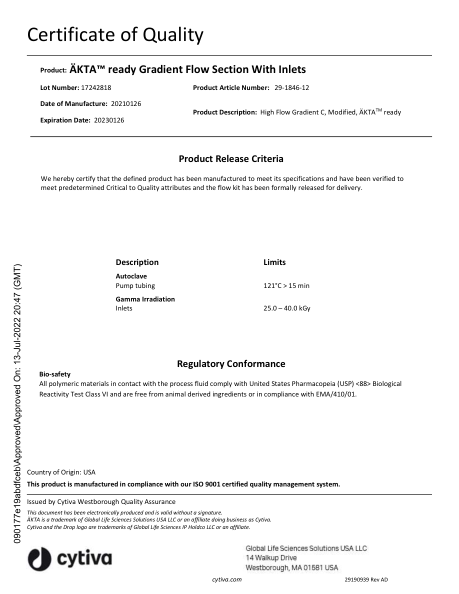 Certificate of Quality
Product: ÄKTA™ ready Gradient Flow Section With Inlets
Lot Number: 17242818 Product Article Number: 29-1846-12
Date of Manufacture: 20210126
Product Description: High Flow Gradient C, Modified, ÄKTA™ ready
Expiration Date: 20230126
Product Release Criteria
We hereby certify that the defined product has been manufactured to meet its specifications and have been verified to
meet predetermined Critical to Quality attributes and the flow kit has been formally released for delivery.
Description Limits
Autoclave
Pump tubing 121°C > 15 min
Gamma Irradiation
Inlets 25.0 – 40.0 kGy
Regulatory Conformance
Bio-safety
All polymeric materials in contact with the process fluid comply with United States Pharmacopeia (USP) <88> Biological
Reactivity Test Class VI and are free from animal derived ingredients or in compliance with EMA/410/01.
090177e19abdfceb\Approved\Approved On: 13-Jul-2022 20:47 (GMT)
Country of Origin: USA
This product is manufactured in compliance with our ISO 9001 certified quality management system.
Issued by Cytiva Westborough Quality Assurance
This document has been electronically produced and is valid without a signature.
ÄKTA is a trademark of Global Life Sciences Solutions USA LLC or an affiliate doing business as Cytiva.
Cytiva and the Drop logo are trademarks of Global Life Sciences IP Holdco LLC or an affiliate.
cytiva
Global Life Sciences Solutions USA LLC
14 Walkup Drive
Westborough, MA 01581 USA
cytiva.com 29190939 Rev AD